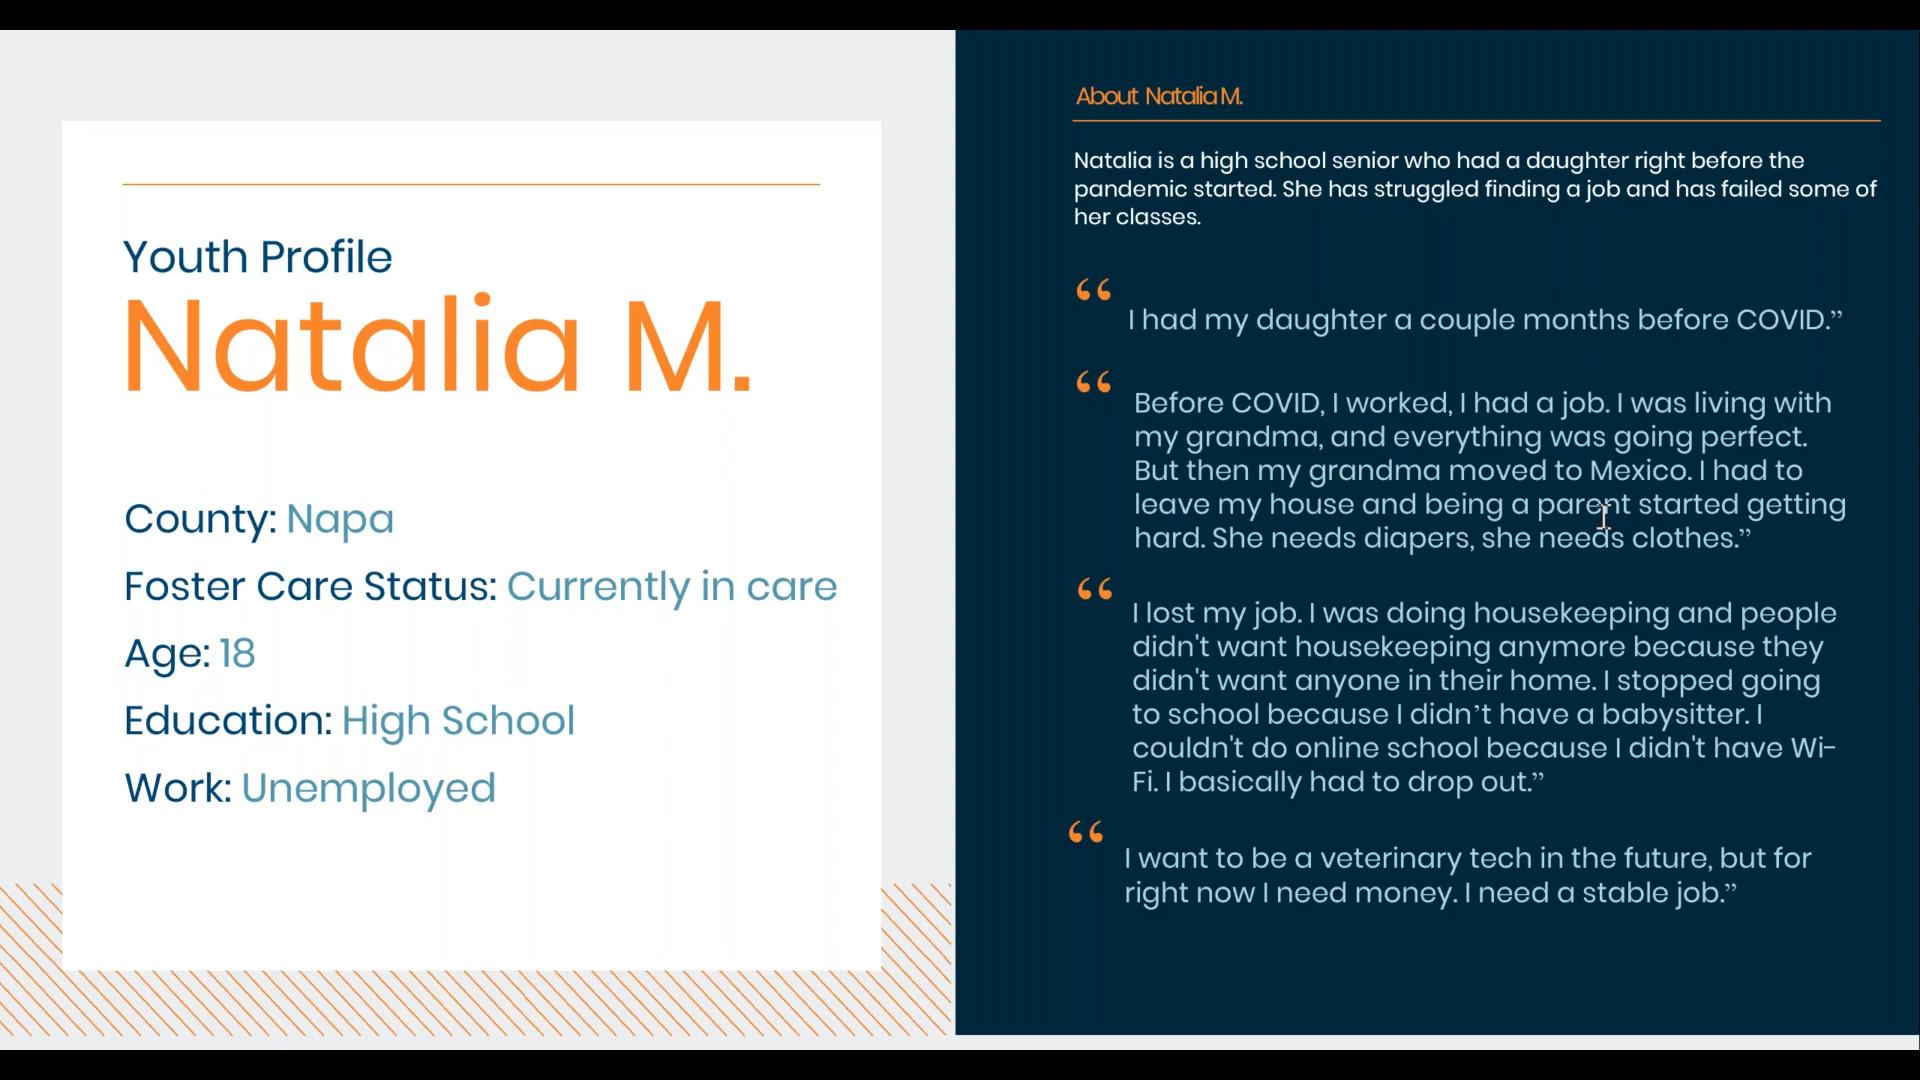 Youth Profile
Natalia M.
County: Napa
Foster Care Status: Currently in care
Age: 18
Education: High School
Work: Unemployed
About Natalia M.
Natalia is a high school senior who had a daughter right before the
pandemic started. She has struggled finding a job and has failed some of
her classes.
“ I had my daughter a couple months before COVID.”
“ Before COVID, I worked, I had a job. I was living with
my grandma, and everything was going perfect.
But then my grandma moved to Mexico. I had to
leave my house and being a parent started getting
hard. She needs diapers, she needs clothes.”
“ I lost my job. I was doing housekeeping and people
didn't want housekeeping anymore because they
didn't want anyone in their home. I stopped going
to school because I didn’t have a babysitter. I
couldn't do online school because I didn't have Wi-
Fi. I basically had to drop out.”
“ I want to be a veterinary tech in the future, but for
right now I need money. I need a stable job.”